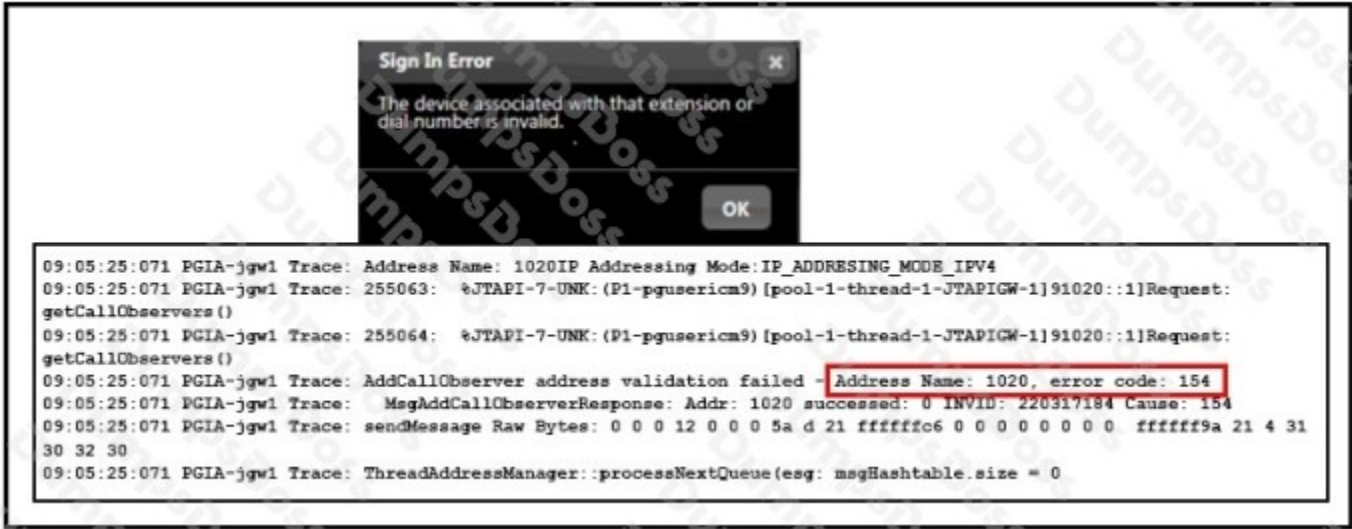 Sign In Error
The device associated with that extension or
dial number is invalid.
OK
09:05:25:071 PGIA-jgw1 Trace: Address Name: 1020IP Addressing Mode:IP_ADDRESING_MODE_IPV4
09:05:25:071 PGIA-jgw1 Trace: 255063: %JTAPI-7-UNK:(P1-pgusericm9)[pool-1-thread-1-JTAPIGW-1]91020::1]Request:
getCallObservers()
09:05:25:071 PGIA-jgw1 Trace: 255064: %JTAPI-7-UNK:(P1-pgusericm9)[pool-1-thread-1-JTAPIGW-1]91020::1]Request:
getCallObservers()
09:05:25:071 PGIA-jgw1 Trace: AddCallObserver address validation failed - Address Name: 1020, error code: 154
09:05:25:071 PGIA-jgw1 Trace: MsgAddCallObserverResponse: Addr: 1020 successed: 0 INVID: 220317184 Cause: 154
09:05:25:071 PGIA-jgw1 Trace: sendMessage Raw Bytes: 0 0 0 12 0 0 0 5a d 21 ffffffc6 0 0 0 0 0 0 0 0 ffffff9a 21 4 31
30 32 30
09:05:25:071 PGIA-jgw1 Trace: ThreadAddressManager::processNextQueue(esg: msgHashtable.size = 0
DumpsDoss